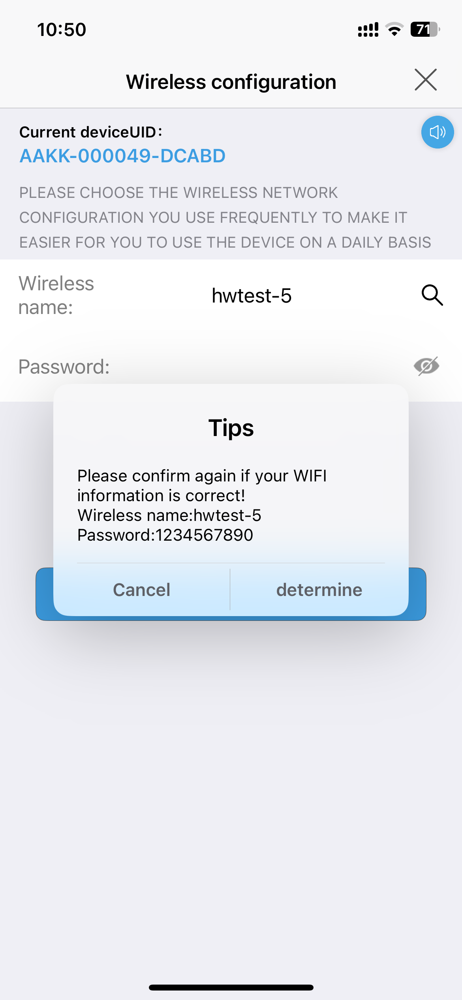 10:50
71
Wireless configuration
Current deviceUID:
AAKK-000049-DCABD
PLEASE CHOOSE THE WIRELESS NETWORK
CONFIGURATION YOU USE FREQUENTLY TO MAKE IT
EASIER FOR YOU TO USE THE DEVICE ON A DAILY BASIS
Wireless
name:
hwtest-5
Password:
Tips
Please confirm again if your WIFI
information is correct!
Wireless name:hwtest-5
Password:1234567890
Cancel
determine